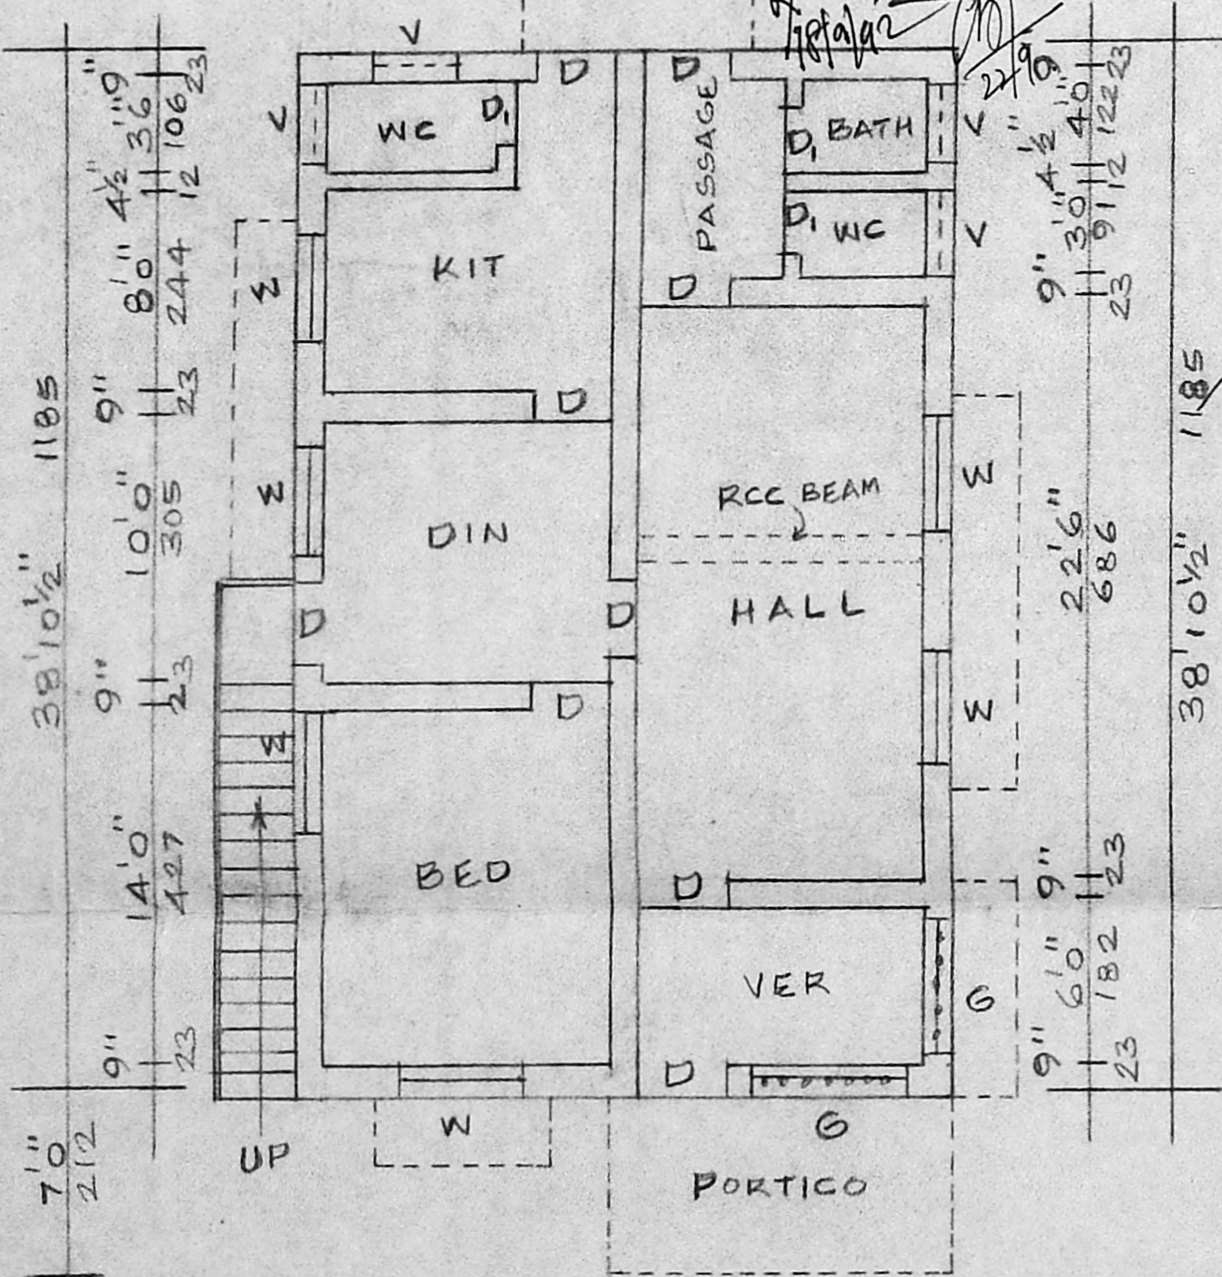 V
D
D
9"
23
3'6"
106
4½"
12
8'0"
244
9"
23
10'0"
305
9"
23
14'0"
427
9"
23
38'10½"
1185
7'0"
212
V
WC
D₁
PASSAGE
D₁
BATH
V
D₁
WC
V
KIT
W
D
D
W
RCC BEAM
W
DIN
HALL
D
D
W
D
W
BED
D
VER
G
D
W
G
UP
PORTICO
9"
23
4'0"
122
4½"
12
3'0"
91
9"
23
22'6"
686
9"
23
6'0"
182
9"
23
1185
38'10½"